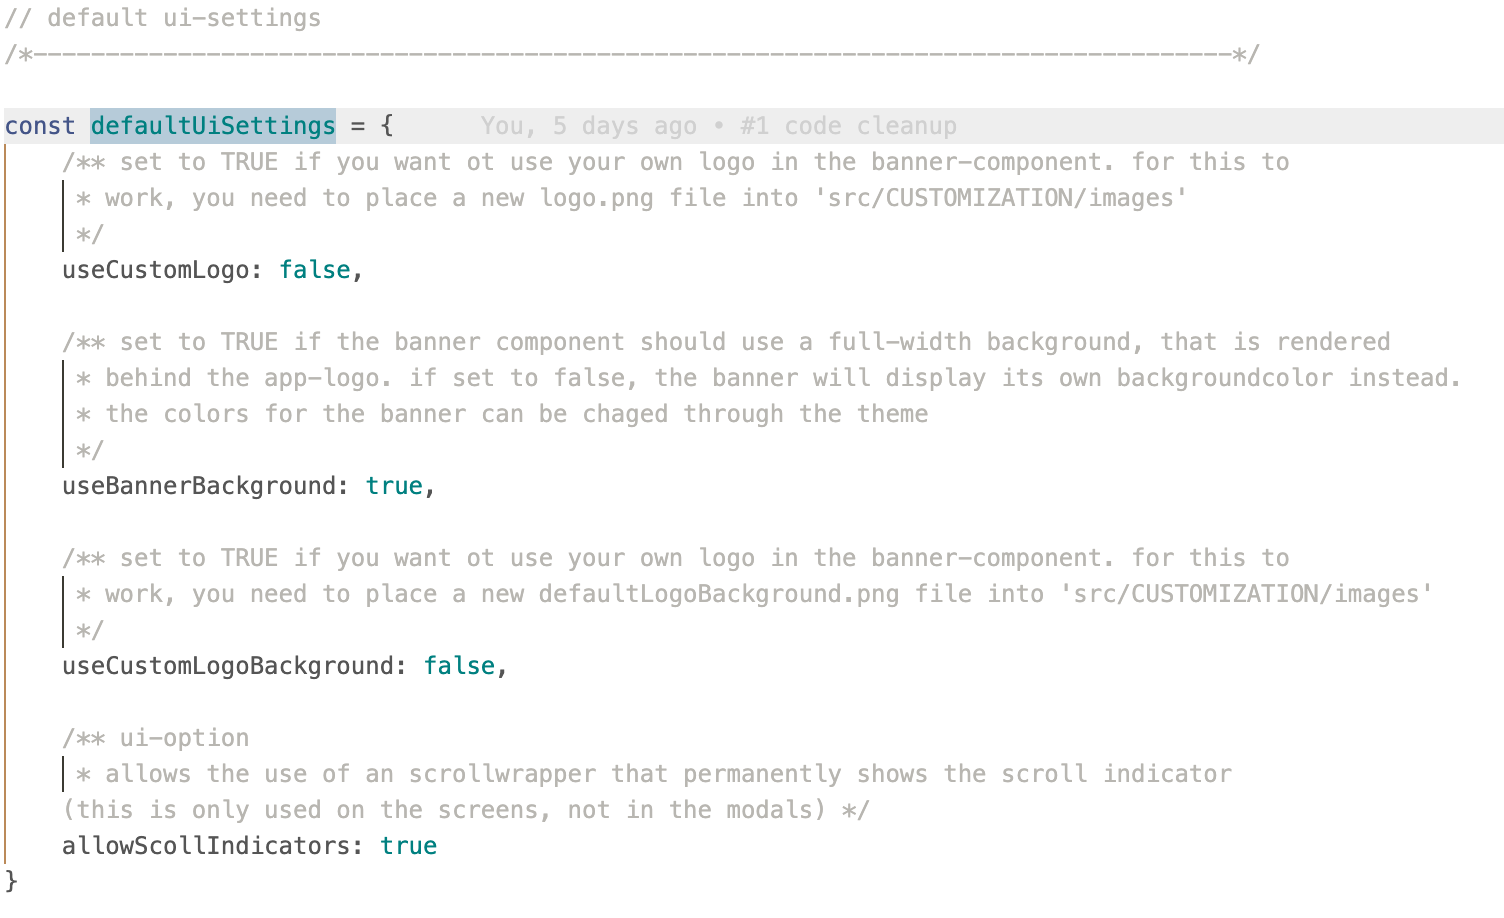 // default ui-settings
/*-----------------------------------------------------------------------------------*/
const defaultUiSettings = {      You, 5 days ago • #1 code cleanup
    /** set to TRUE if you want ot use your own logo in the banner-component. for this to
     * work, you need to place a new logo.png file into 'src/CUSTOMIZATION/images'
     */
    useCustomLogo: false,
    /** set to TRUE if the banner component should use a full-width background, that is rendered
     * behind the app-logo. if set to false, the banner will display its own backgroundcolor instead.
     * the colors for the banner can be chaged through the theme
     */
    useBannerBackground: true,
    /** set to TRUE if you want ot use your own logo in the banner-component. for this to
     * work, you need to place a new defaultLogoBackground.png file into 'src/CUSTOMIZATION/images'
     */
    useCustomLogoBackground: false,
    /** ui-option
     * allows the use of an scrollwrapper that permanently shows the scroll indicator
    (this is only used on the screens, not in the modals) */
    allowScollIndicators: true
}